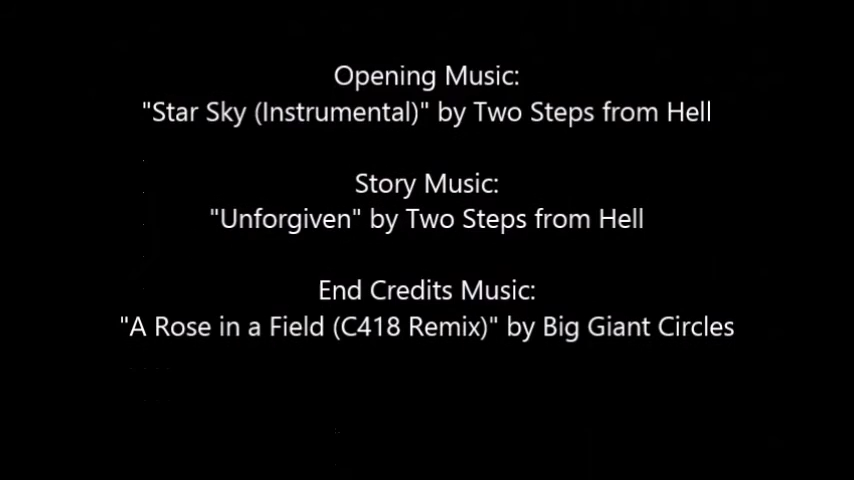 Opening Music:
"Star Sky (Instrumental)" by Two Steps from Hell
Story Music:
"Unforgiven" by Two Steps from Hell
End Credits Music:
"A Rose in a Field (C418 Remix)" by Big Giant Circles